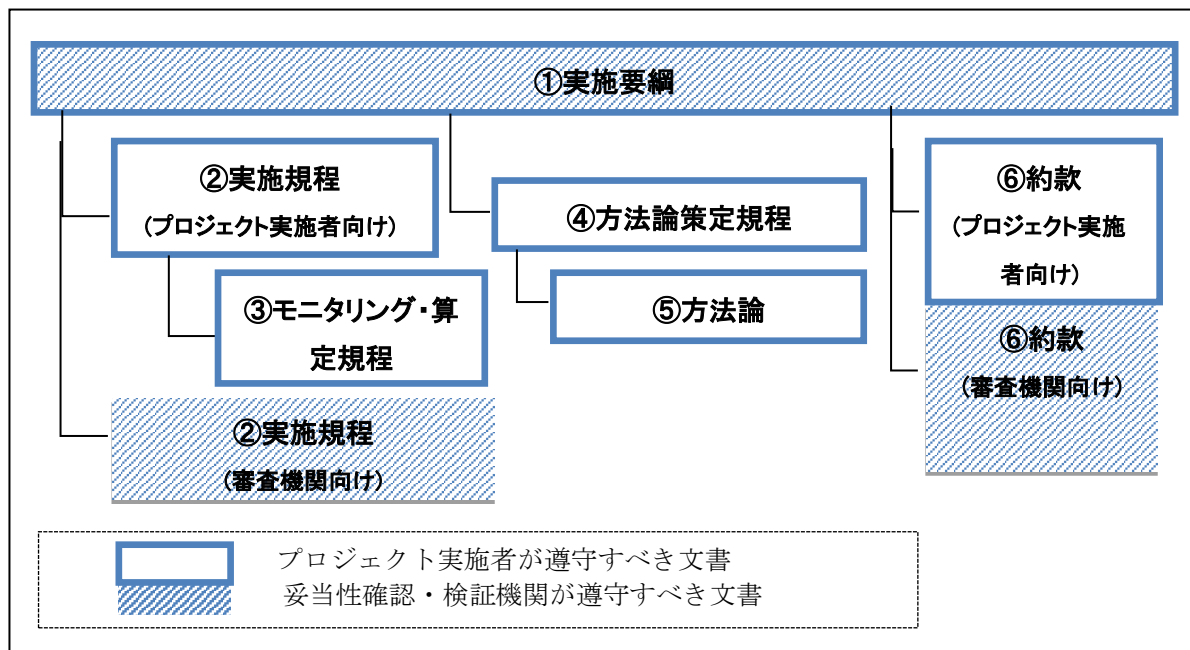 ①実施要綱
②実施規程
(プロジェクト実施者向け)
③モニタリング・算
定規程
②実施規程
(審査機関向け)
④方法論策定規程
⑤方法論
⑥約款
(プロジェクト実施
者向け)
⑥約款
(審査機関向け)
プロジェクト実施者が遵守すべき文書
妥当性確認・検証機関が遵守すべき文書